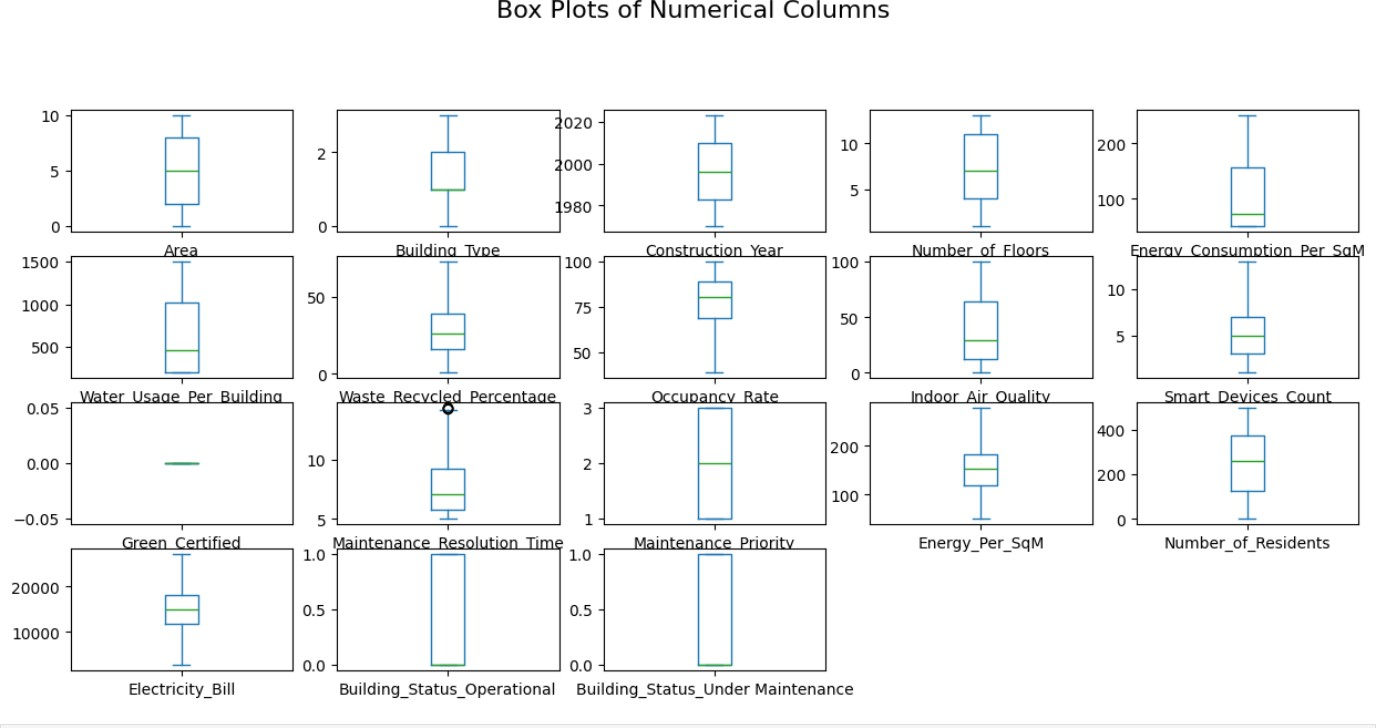 Box Plots of Numerical Columns
10
5
0
Area
2
0
Building_Type
2020
2000
1980
Construction_Year
10
5
Number_of_Floors
200
100
Energy_Consumption_Per_SqM
1500
1000
500
Water_Usage_Per_Building
50
0
Waste_Recycled_Percentage
100
75
50
Occupancy_Rate
100
50
0
Indoor_Air_Quality
10
5
Smart_Devices_Count
0.05
0.00
−0.05
Green_Certified
10
5
Maintenance_Resolution_Time
3
2
1
Maintenance_Priority
200
100
Energy_Per_SqM
400
200
0
Number_of_Residents
20000
10000
Electricity_Bill
1.0
0.5
0.0
Building_Status_Operational
1.0
0.5
0.0
Building_Status_Under Maintenance